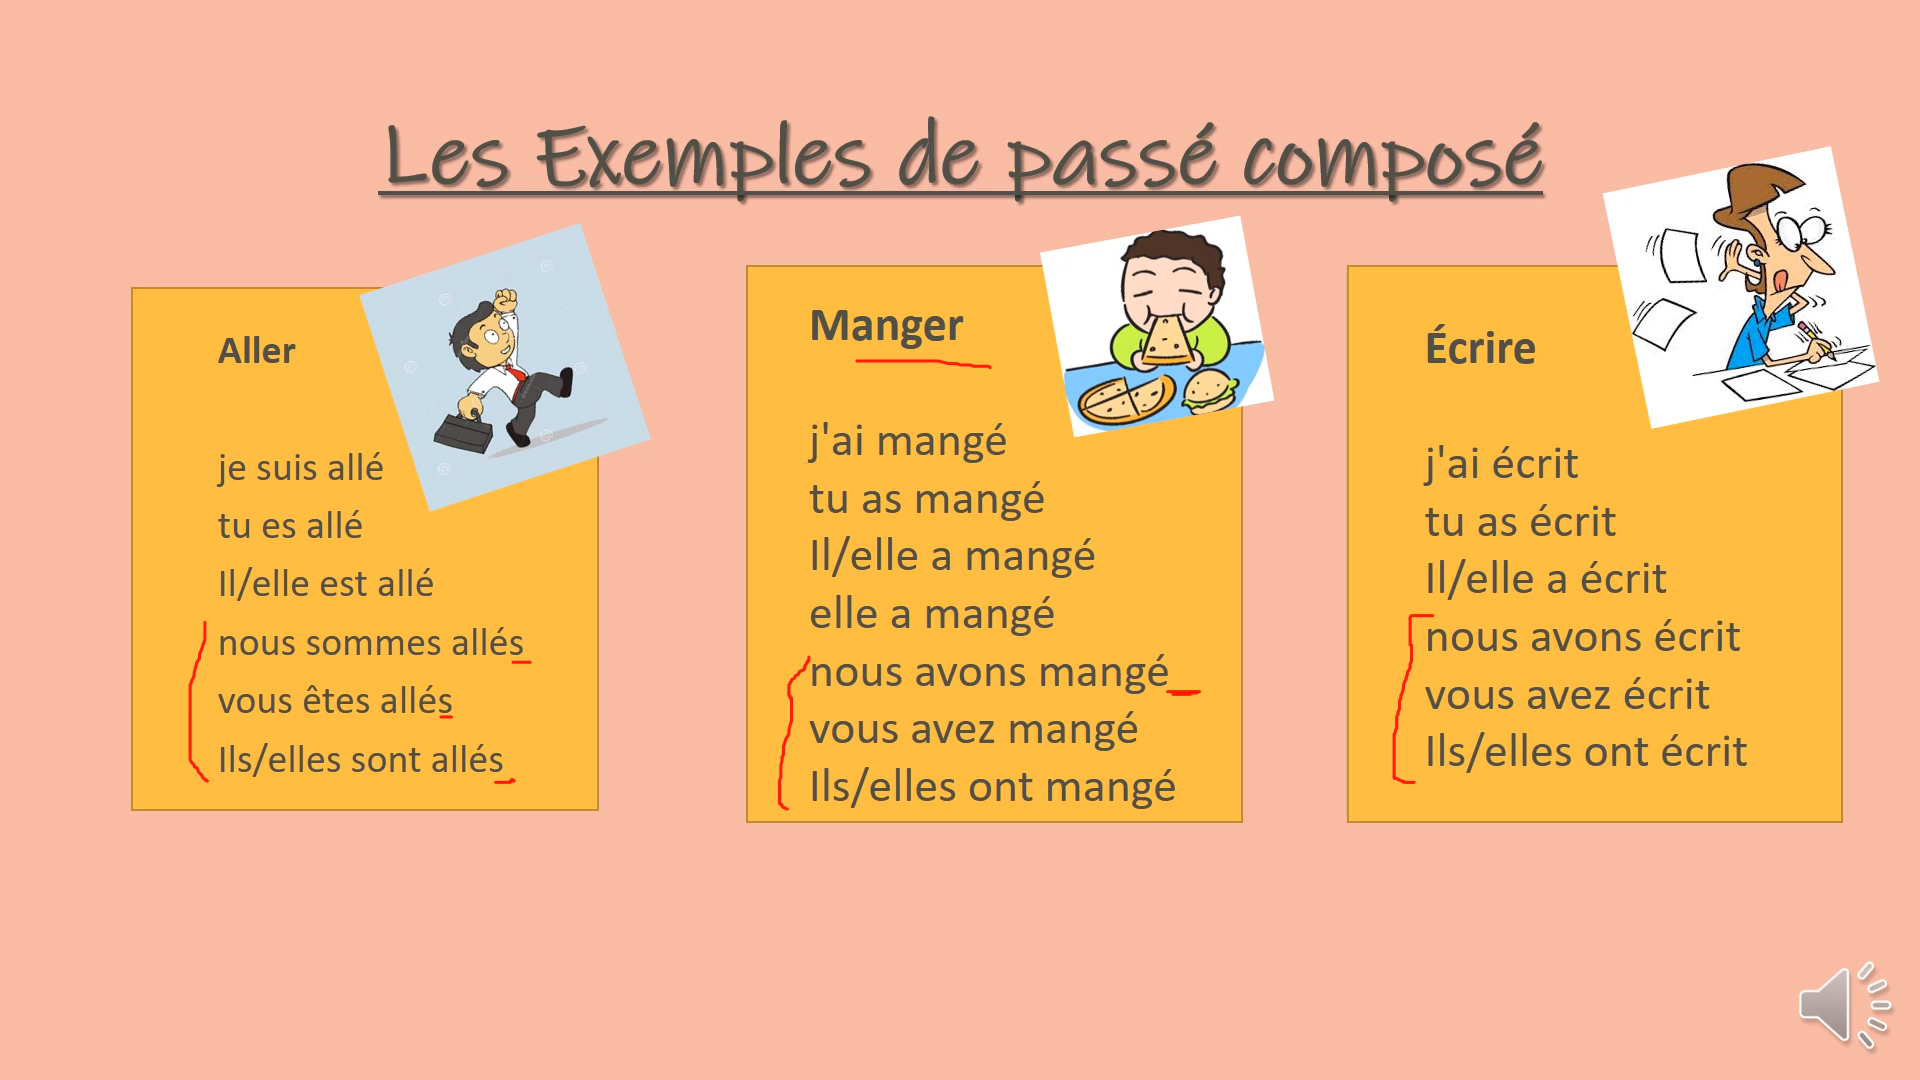 Les Exemples de passé composé
Aller
je suis allé
tu es allé
Il/elle est allé
nous sommes allés
vous êtes allés
Ils/elles sont allés
Manger
j'ai mangé
tu as mangé
Il/elle a mangé
elle a mangé
nous avons mangé
vous avez mangé
Ils/elles ont mangé
Écrire
j'ai écrit
tu as écrit
Il/elle a écrit
nous avons écrit
vous avez écrit
Ils/elles ont écrit